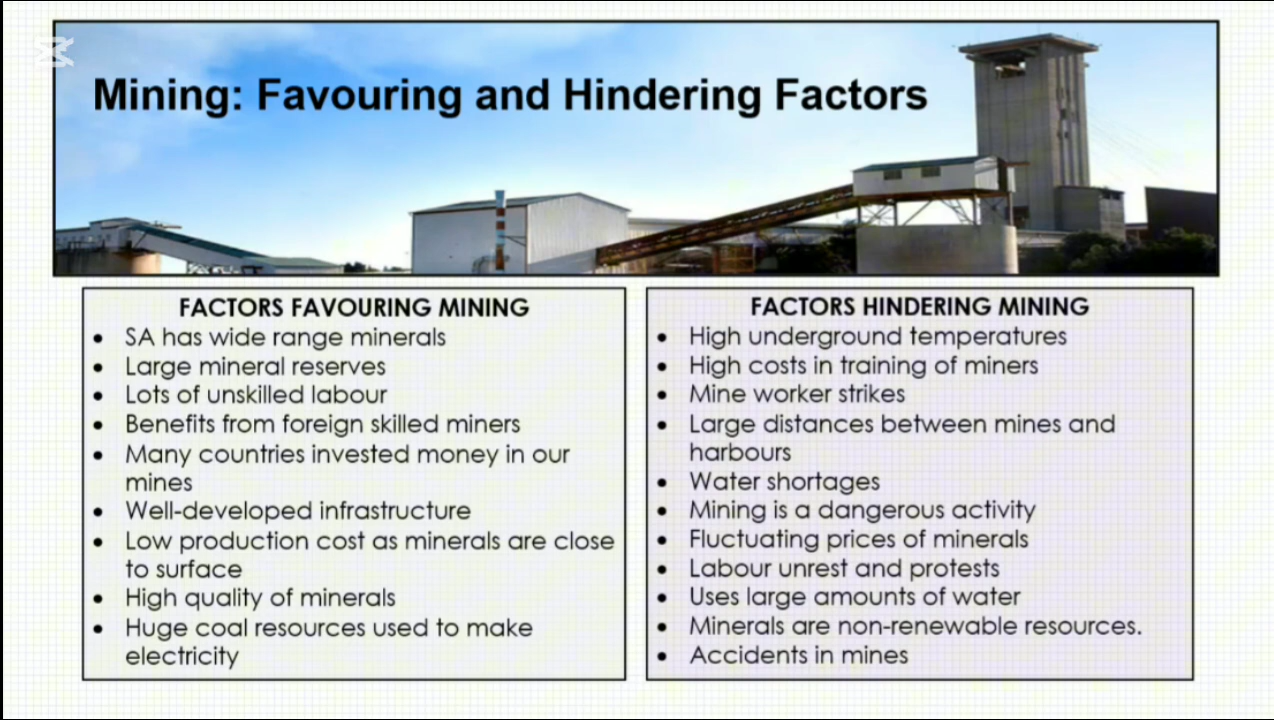 Mining: Favouring and Hindering Factors
FACTORS FAVOURING MINING
• SA has wide range minerals
• Large mineral reserves
• Lots of unskilled labour
• Benefits from foreign skilled miners
• Many countries invested money in our
mines
• Well-developed infrastructure
• Low production cost as minerals are close
to surface
• High quality of minerals
• Huge coal resources used to make
electricity
FACTORS HINDERING MINING
• High underground temperatures
• High costs in training of miners
• Mine worker strikes
• Large distances between mines and
harbours
• Water shortages
• Mining is a dangerous activity
• Fluctuating prices of minerals
• Labour unrest and protests
• Uses large amounts of water
• Minerals are non-renewable resources.
• Accidents in mines